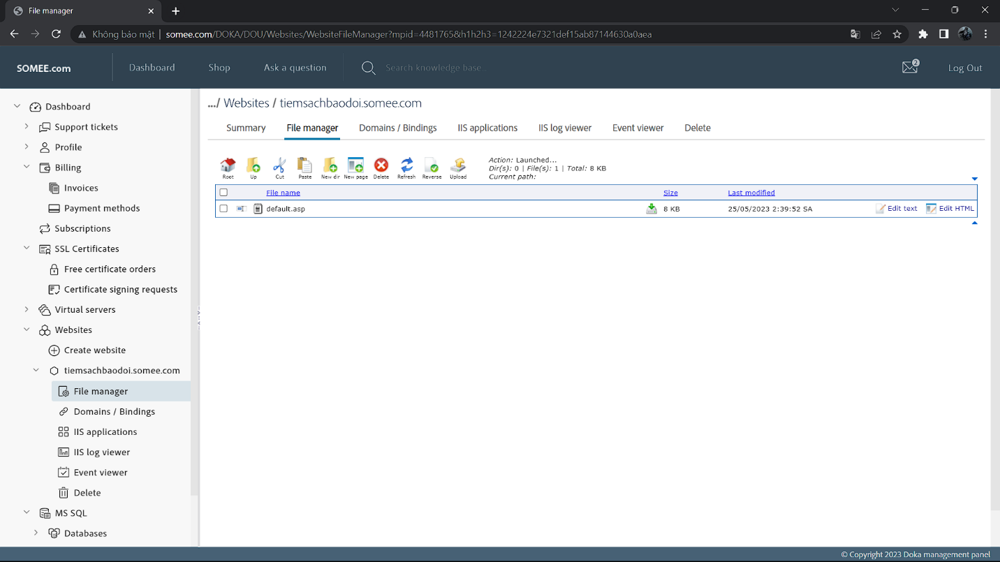 File manager
Không bảo mật | somee.com/DOKA/DOU/Websites/WebsiteFileManager?mpid=4481765&h1h2h3=1242224e7321def15ab87144630a0aea
SOMEE.com
Dashboard
Shop
Ask a question
Search knowledge base...
2
Log Out
Dashboard
Support tickets
Profile
Billing
Invoices
Payment methods
Subscriptions
SSL Certificates
Free certificate orders
Certificate signing requests
Virtual servers
Websites
Create website
tiemsachbaodoi.somee.com
File manager
Domains / Bindings
IIS applications
IIS log viewer
Event viewer
Delete
MS SQL
Databases
.../ Websites / tiemsachbaodoi.somee.com
Summary
File manager
Domains / Bindings
IIS applications
IIS log viewer
Event viewer
Delete
Root
Up
Cut
Paste
New dir
New page
Delete
Refresh
Reverse
Upload
Action: Launched...
Dir(s): 0 | File(s): 1 | Total: 8 KB
Current path:
File name
Size
Last modified
default.asp
8 KB
25/05/2023 2:39:52 SA
Edit text
Edit HTML
© Copyright 2023 Doka management panel